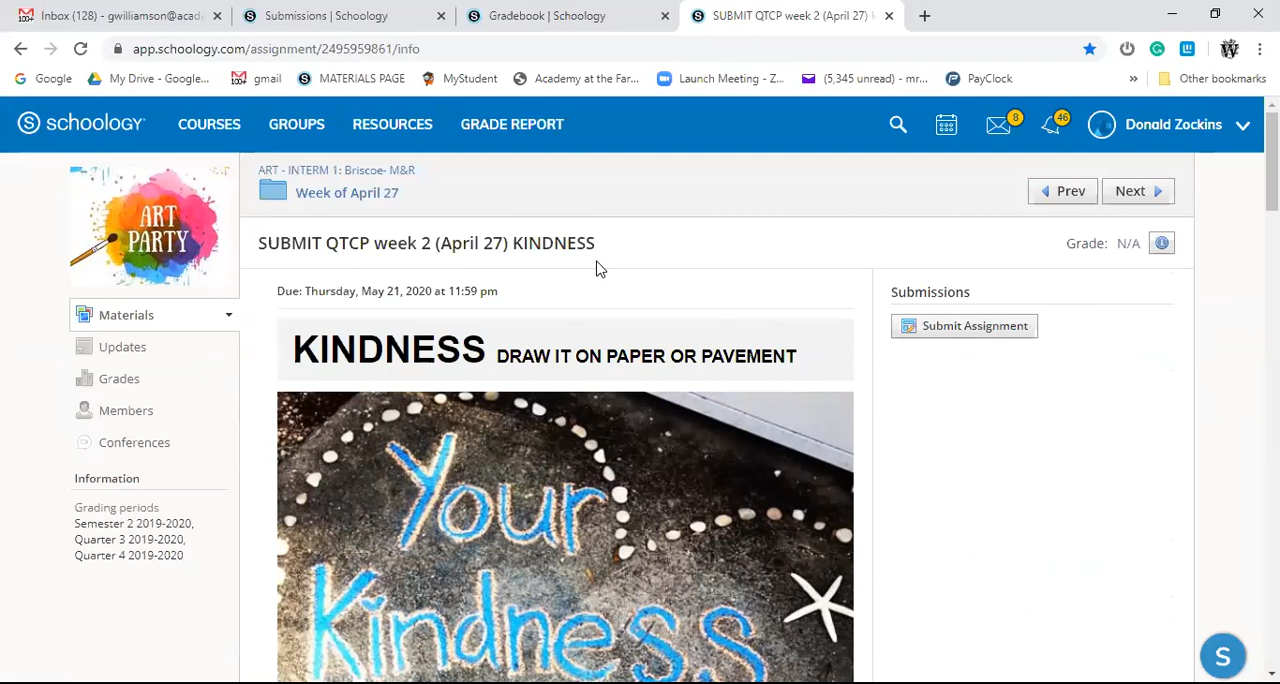 Inbox (128) - gwilliamson@acade
Submissions | Schoology
Gradebook | Schoology
SUBMIT QTCP week 2 (April 27)
app.schoology.com/assignment/2495959861/info
Google
My Drive - Google...
gmail
MATERIALS PAGE
MyStudent
Academy at the Far...
Launch Meeting - Z...
(5,345 unread) - mr...
PayClock
»
Other bookmarks
S schoology
COURSES
GROUPS
RESOURCES
GRADE REPORT
8
46
Donald Zockins
ART PARTY
ART - INTERM 1: Briscoe- M&R
Week of April 27
Prev
Next
SUBMIT QTCP week 2 (April 27) KINDNESS
Grade: N/A
Materials
Updates
Grades
Members
Conferences
Information
Grading periods
Semester 2 2019-2020,
Quarter 3 2019-2020,
Quarter 4 2019-2020
Due: Thursday, May 21, 2020 at 11:59 pm
KINDNESS DRAW IT ON PAPER OR PAVEMENT
Your
Kindness
Submissions
Submit Assignment
S